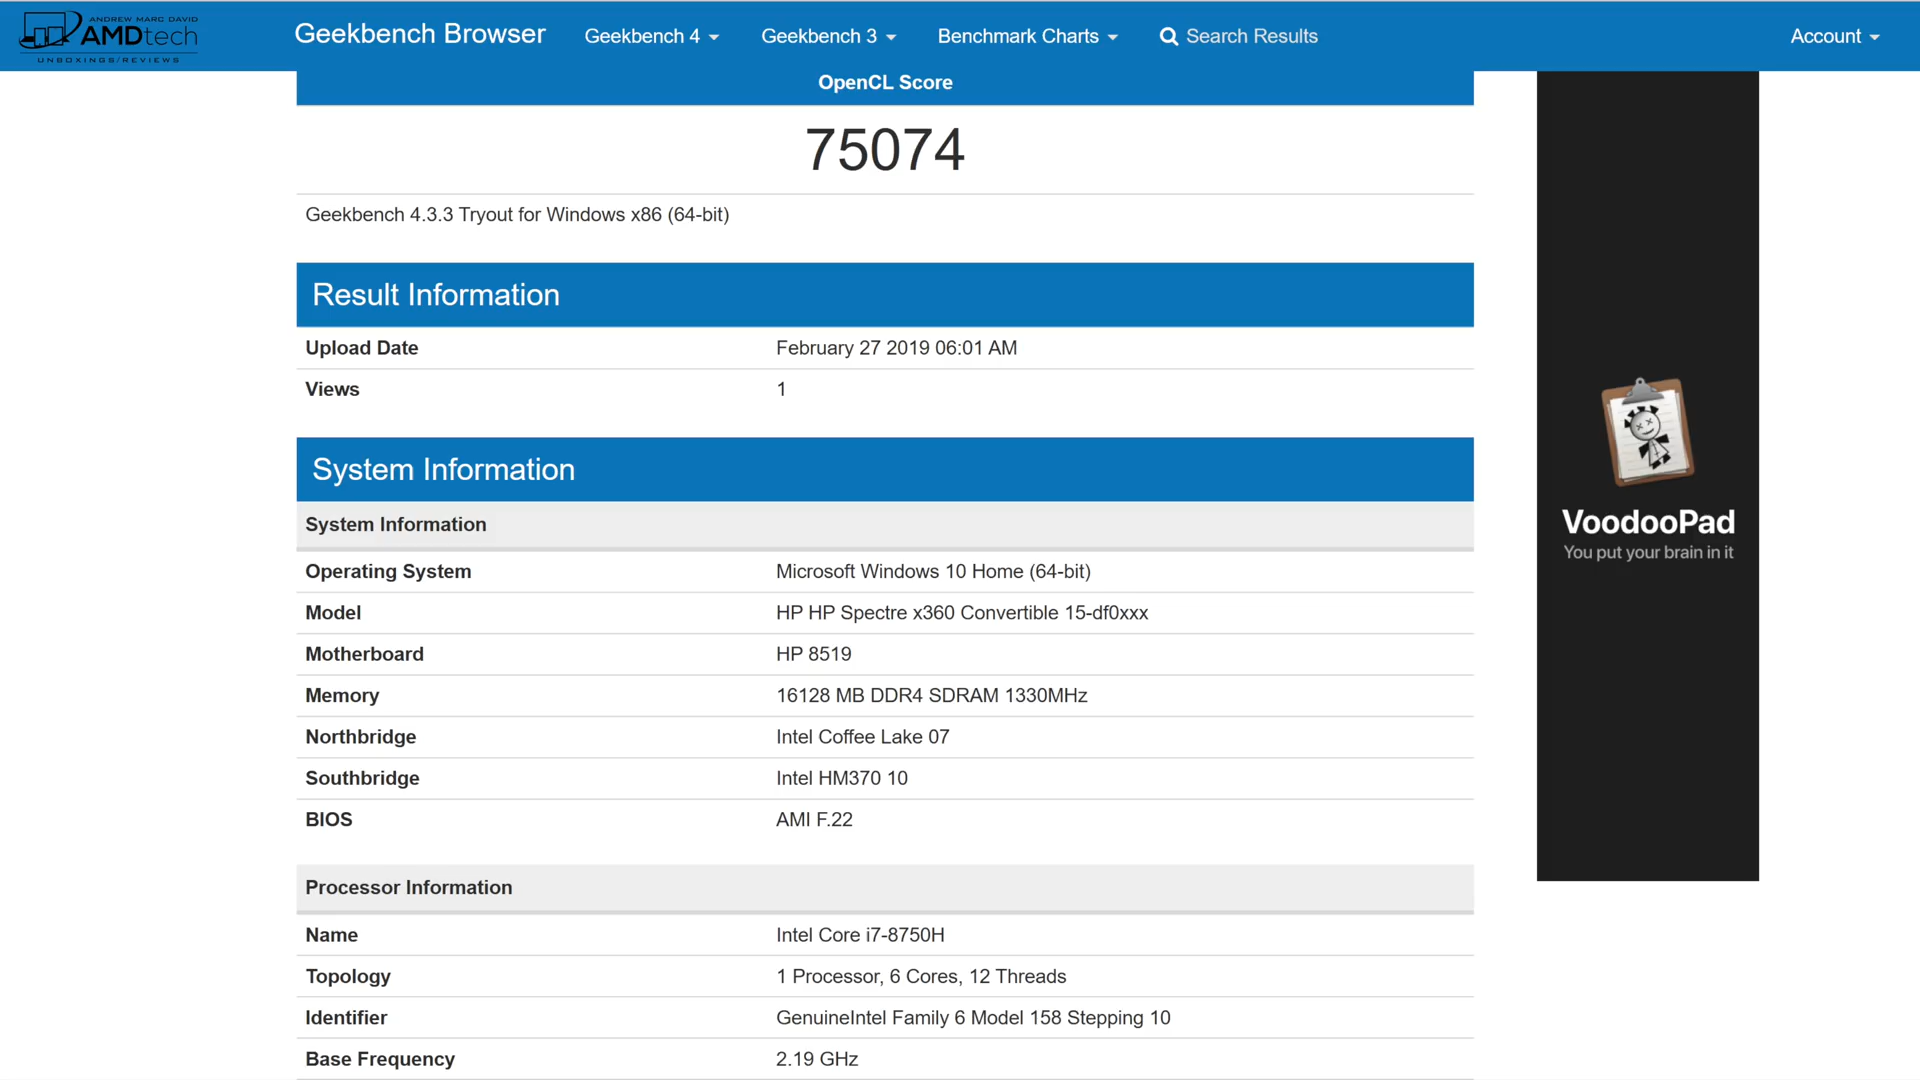 ANDREW MARC DAVID
AMDtech
UNBOXINGS/REVIEWS
Geekbench Browser
Geekbench 4
Geekbench 3
Benchmark Charts
Search Results
Account
OpenCL Score
75074
Geekbench 4.3.3 Tryout for Windows x86 (64-bit)
Result Information
Upload Date February 27 2019 06:01 AM
Views 1
System Information
System Information
Operating System Microsoft Windows 10 Home (64-bit)
Model HP HP Spectre x360 Convertible 15-df0xxx
Motherboard HP 8519
Memory 16128 MB DDR4 SDRAM 1330MHz
Northbridge Intel Coffee Lake 07
Southbridge Intel HM370 10
BIOS AMI F.22
Processor Information
Name Intel Core i7-8750H
Topology 1 Processor, 6 Cores, 12 Threads
Identifier GenuineIntel Family 6 Model 158 Stepping 10
Base Frequency 2.19 GHz
VoodooPad
You put your brain in it